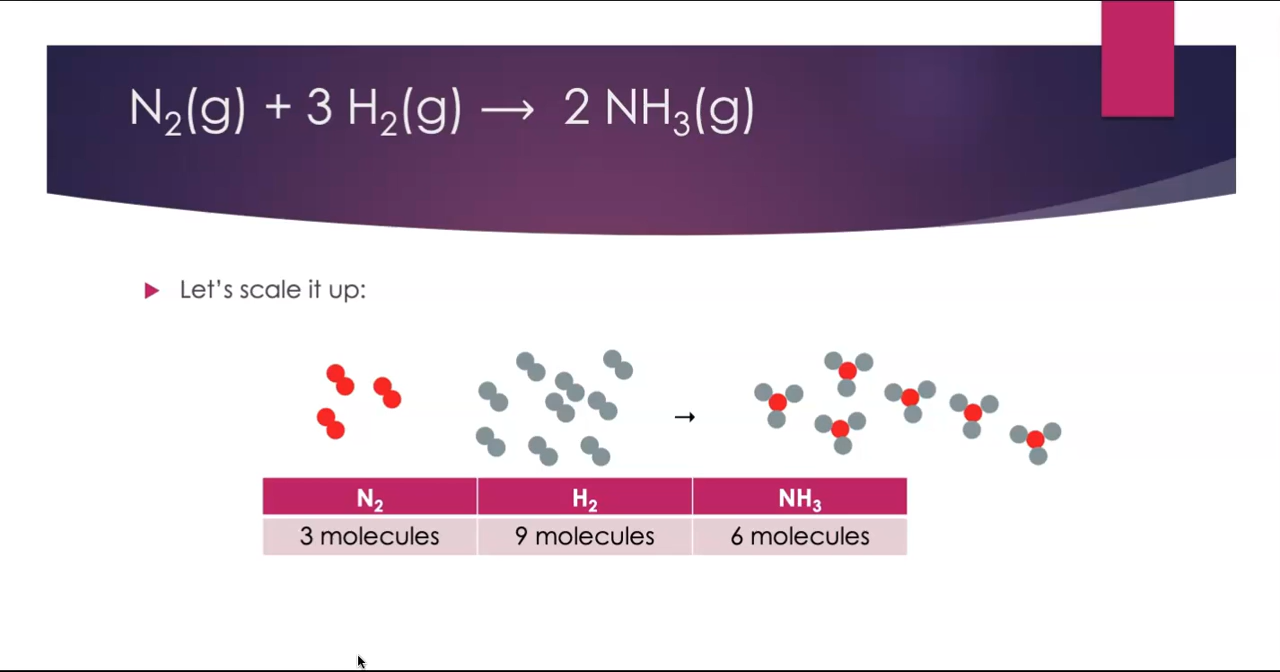 N₂(g) + 3 H₂(g) ⟶ 2 NH₃(g)
Let's scale it up:
→
N₂ H₂ NH₃
3 molecules 9 molecules 6 molecules